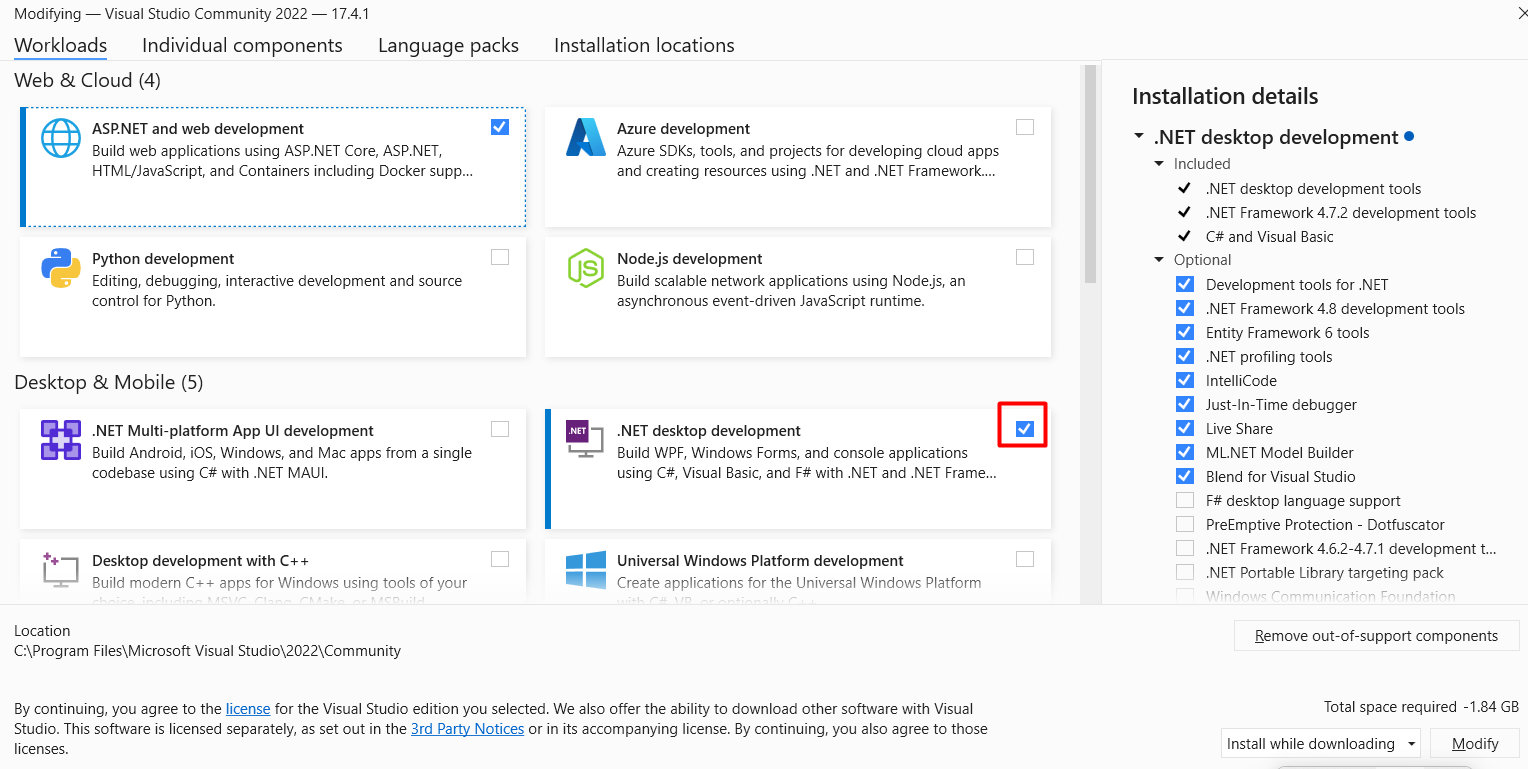 Modifying — Visual Studio Community 2022 — 17.4.1
Workloads
Individual components
Language packs
Installation locations
Web & Cloud (4)
ASP.NET and web development
Build web applications using ASP.NET Core, ASP.NET,
HTML/JavaScript, and Containers including Docker supp...
Azure development
Azure SDKs, tools, and projects for developing cloud apps
and creating resources using .NET and .NET Framework....
Python development
Editing, debugging, interactive development and source
control for Python.
Node.js development
Build scalable network applications using Node.js, an
asynchronous event-driven JavaScript runtime.
JS
Desktop & Mobile (5)
.NET Multi-platform App UI development
Build Android, iOS, Windows, and Mac apps from a single
codebase using C# with .NET MAUI.
.NET
.NET desktop development
Build WPF, Windows Forms, and console applications
using C#, Visual Basic, and F# with .NET and .NET Frame...
Desktop development with C++
Build modern C++ apps for Windows using tools of your
choice, including MSVC, Clang, CMake, or MSBuild.
Universal Windows Platform development
Create applications for the Universal Windows Platform
with C#, VB, or optionally C++.
Installation details
.NET desktop development
Included
.NET desktop development tools
.NET Framework 4.7.2 development tools
C# and Visual Basic
Optional
Development tools for .NET
.NET Framework 4.8 development tools
Entity Framework 6 tools
.NET profiling tools
IntelliCode
Just-In-Time debugger
Live Share
ML.NET Model Builder
Blend for Visual Studio
F# desktop language support
PreEmptive Protection - Dotfuscator
.NET Framework 4.6.2-4.7.1 development t...
.NET Portable Library targeting pack
Windows Communication Foundation
Location
C:\Program Files\Microsoft Visual Studio\2022\Community
Remove out-of-support components
By continuing, you agree to the license for the Visual Studio edition you selected. We also offer the ability to download other software with Visual
Studio. This software is licensed separately, as set out in the 3rd Party Notices or in its accompanying license. By continuing, you also agree to those
licenses.
Total space required -1.84 GB
Install while downloading
Modify